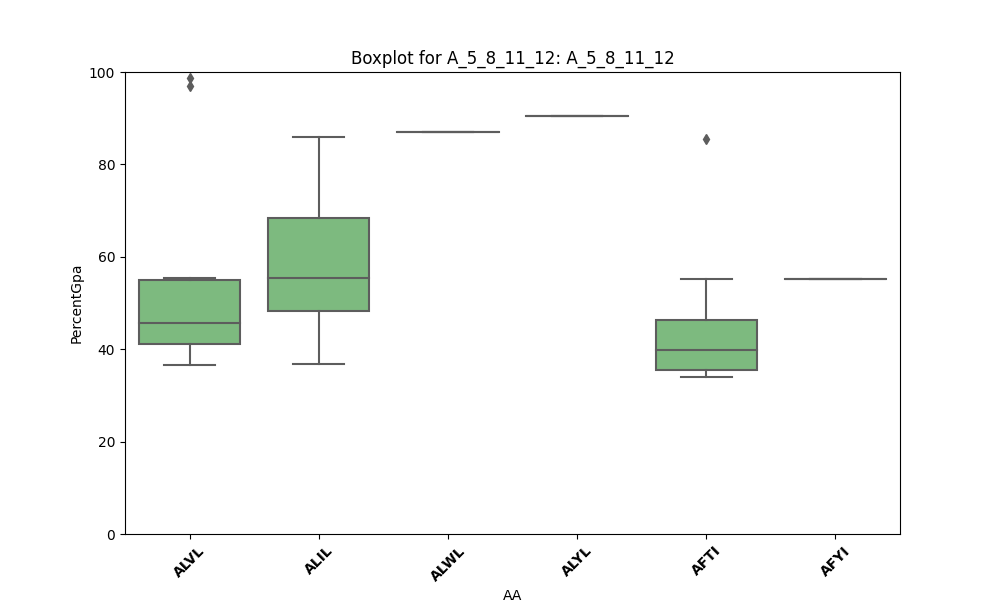 Boxplot for A_5_8_11_12: A_5_8_11_12
100
80
60
40
20
0
PercentGpa
ALVL
ALIL
ALWL
ALYL
AFTI
AFYI
AA